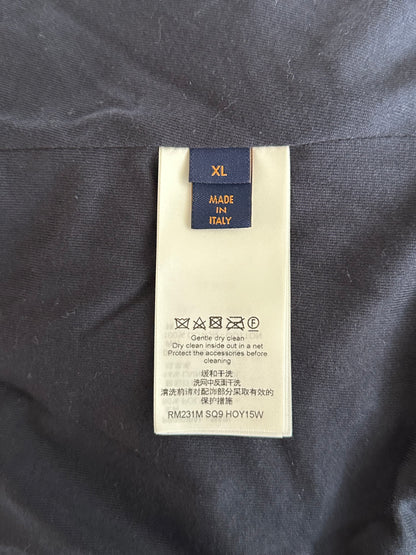 XL
MADE
IN
ITALY
Gentle dry clean
Dry clean inside out in a net
Protect the accessories before
cleaning
缓和干洗
洗网中反面干洗
清洗前请对配饰部分采取有效的
保护措施
RM231M SQ9 HOY15W